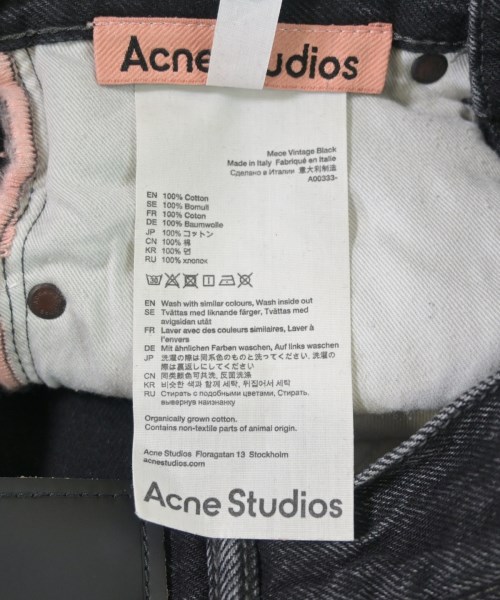 Acne Studios
Mece Vintage Black
Made in Italy Fabriqué en Italie
Сделано в Италии 意大利制造
A00333-
EN 100% Cotton
SE 100% Bomull
FR 100% Coton
DE 100% Baumwolle
JP 100% コットン
CN 100% 棉
KR 100% 면
RU 100% хлопок
EN Wash with similar colours, Wash inside out
SE Tvättas med liknande färger, Tvättas med
avigsidan utåt
FR Laver avec des couleurs similaires, Laver à
l'envers
DE Mit ähnlichen Farben waschen, Auf links waschen
JP 洗濯の際は同系色のものと洗ってください, 洗濯の
際は裏返しにしてください
CN 同类颜色可共洗, 反面洗涤
KR 비슷한 색과 함께 세탁, 뒤집어서 세탁
RU Стирать с подобными цветами, Стирать,
вывернув наизнанку
Organically grown cotton.
Contains non-textile parts of animal origin.
Acne Studios Floragatan 13 Stockholm
acnestudios.com
Acne Studios